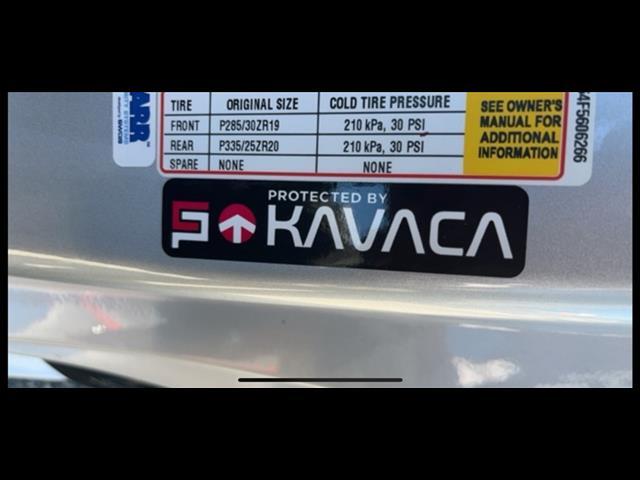 TIRE ORIGINAL SIZE COLD TIRE PRESSURE
FRONT P285/30ZR19 210 kPa, 30 PSI
REAR P335/25ZR20 210 kPa, 30 PSI
SPARE NONE NONE
SEE OWNER'S
MANUAL FOR
ADDITIONAL
INFORMATION
4F5606266
PROTECTED BY
KAVACA